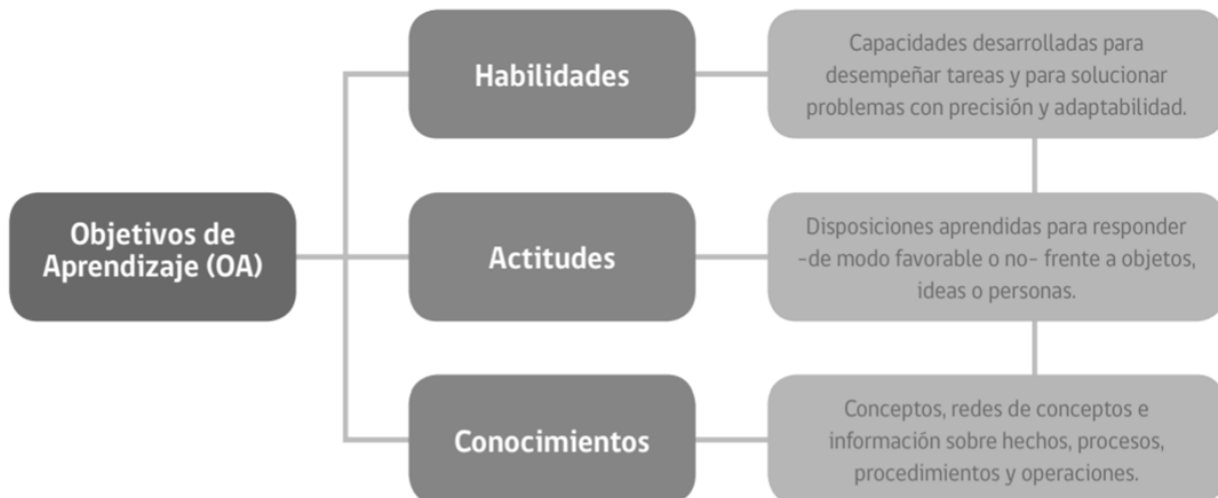 Objetivos de
Aprendizaje (OA)
Habilidades
Capacidades desarrolladas para
desempeñar tareas y para solucionar
problemas con precisión y adaptabilidad.
Actitudes
Disposiciones aprendidas para responder
-de modo favorable o no- frente a objetos,
ideas o personas.
Conocimientos
Conceptos, redes de conceptos e
información sobre hechos, procesos,
procedimientos y operaciones.